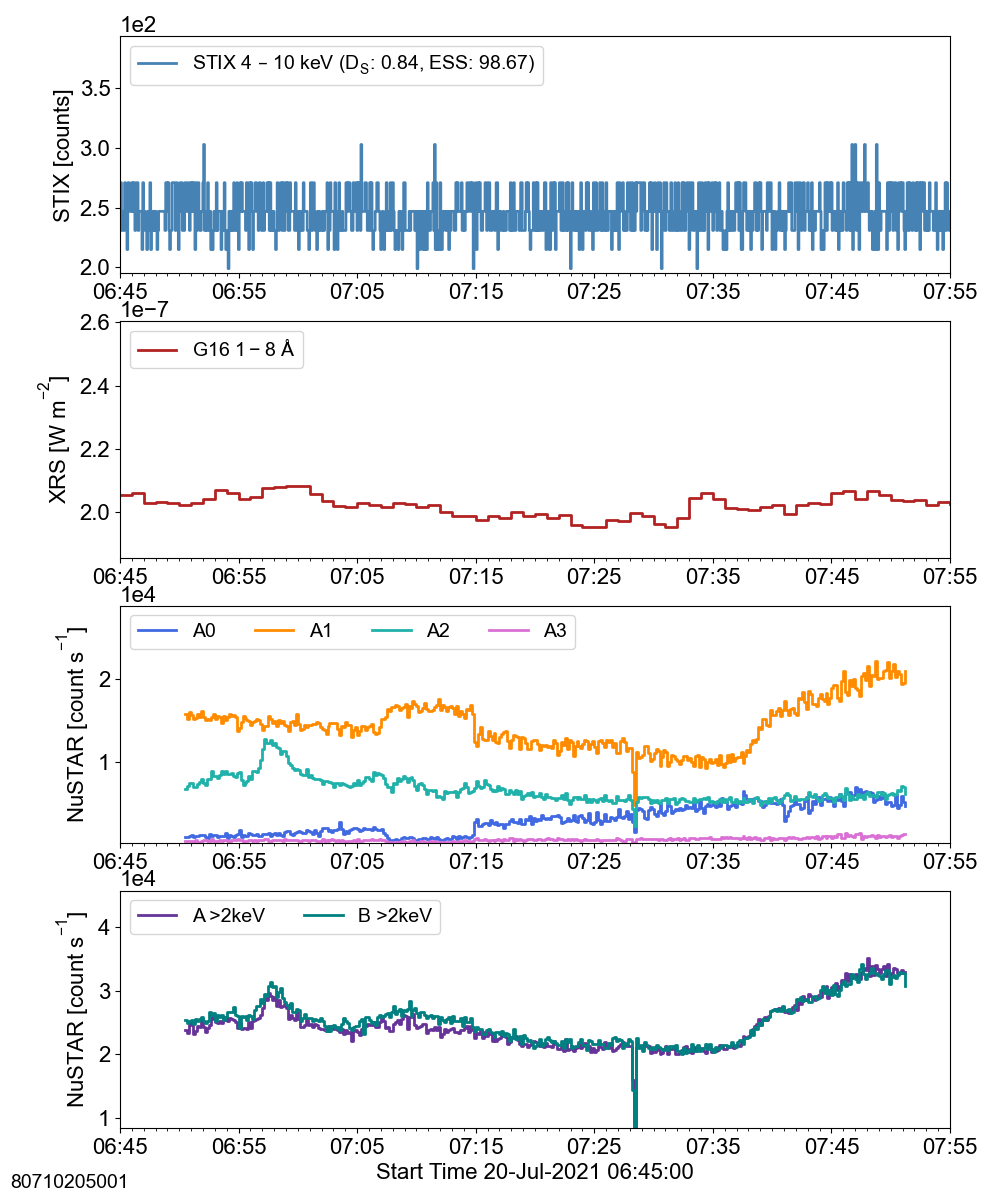 1e2
STIX 4 – 10 keV (D_S: 0.84, ESS: 98.67)
STIX [counts]
3.5
3.0
2.5
2.0
06:45 06:55 07:05 07:15 07:25 07:35 07:45 07:55
1e−7
G16 1 – 8 Å
XRS [W m⁻²]
2.6
2.4
2.2
2.0
06:45 06:55 07:05 07:15 07:25 07:35 07:45 07:55
1e4
A0 A1 A2 A3
NuSTAR [count s⁻¹]
2
1
06:45 06:55 07:05 07:15 07:25 07:35 07:45 07:55
1e4
A >2keV B >2keV
NuSTAR [count s⁻¹]
4
3
2
1
06:45 06:55 07:05 07:15 07:25 07:35 07:45 07:55
Start Time 20-Jul-2021 06:45:00
80710205001